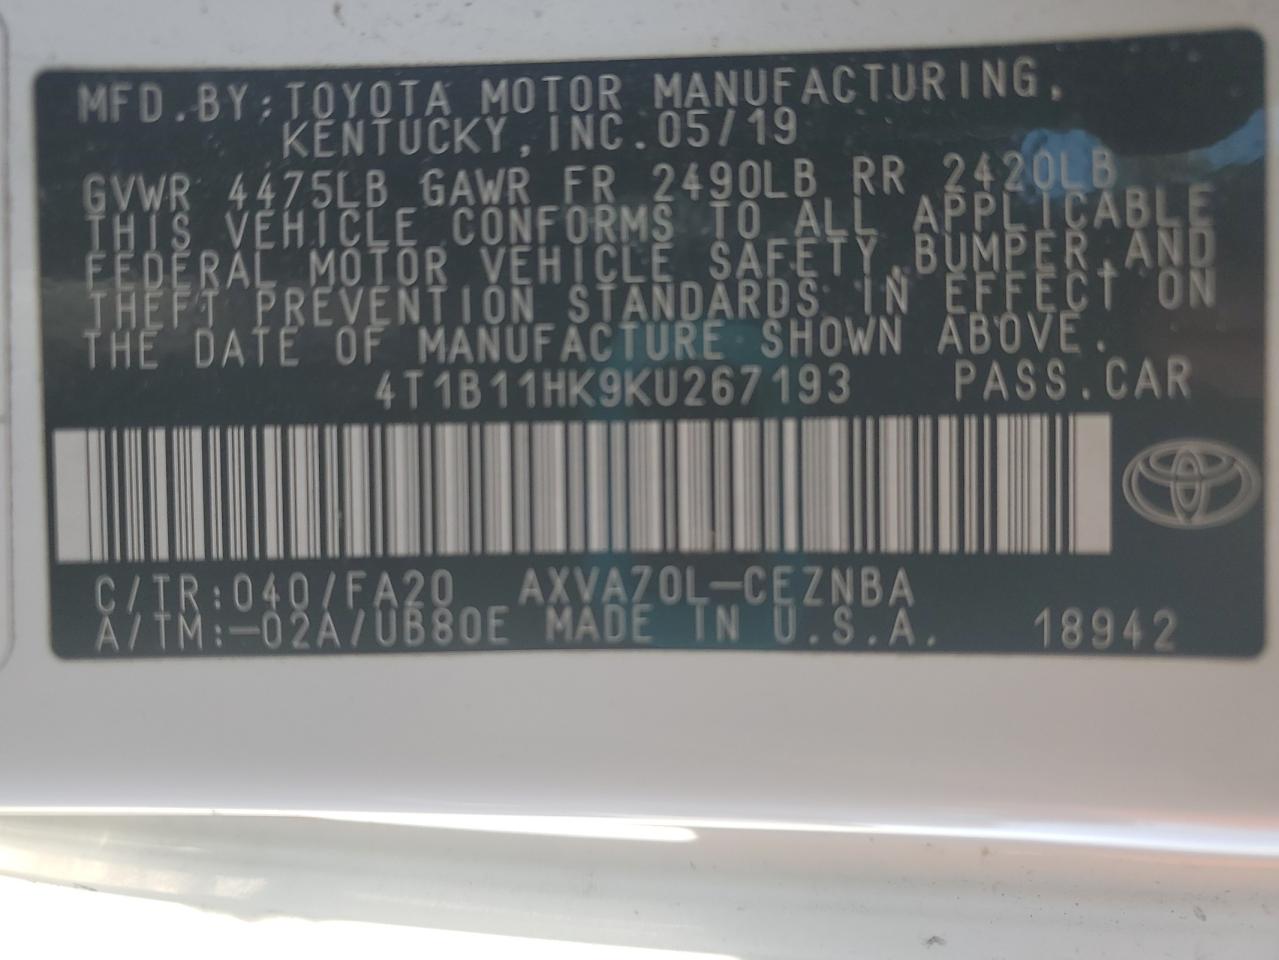 MFD.BY:TOYOTA MOTOR MANUFACTURING,
KENTUCKY,INC.05/19
GVWR 4475LB GAWR FR 2490LB RR 2420LB
THIS VEHICLE CONFORMS TO ALL APPLICABLE
FEDERAL MOTOR VEHICLE SAFETY,BUMPER,AND
THEFT PREVENTION STANDARDS IN EFFECT ON
THE DATE OF MANUFACTURE SHOWN ABOVE.
4T1B11HK9KU267193 PASS.CAR
C/TR:040/FA20 AXVA70L-CEZNBA
A/TM:-02A/UB80E MADE IN U.S.A. 18942